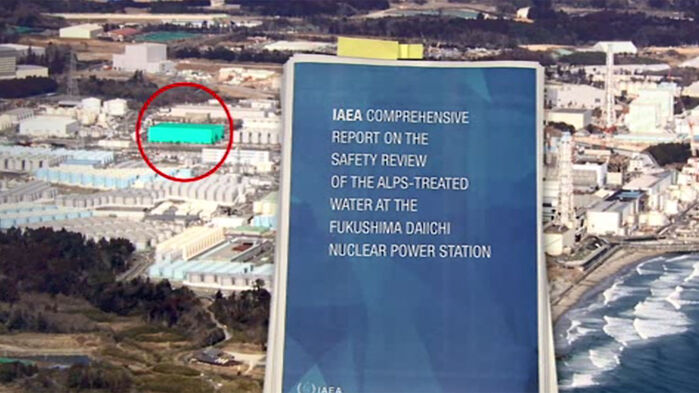 IAEA COMPREHENSIVE
REPORT ON THE
SAFETY REVIEW
OF THE ALPS-TREATED
WATER AT THE
FUKUSHIMA DAIICHI
NUCLEAR POWER STATION
IAEA